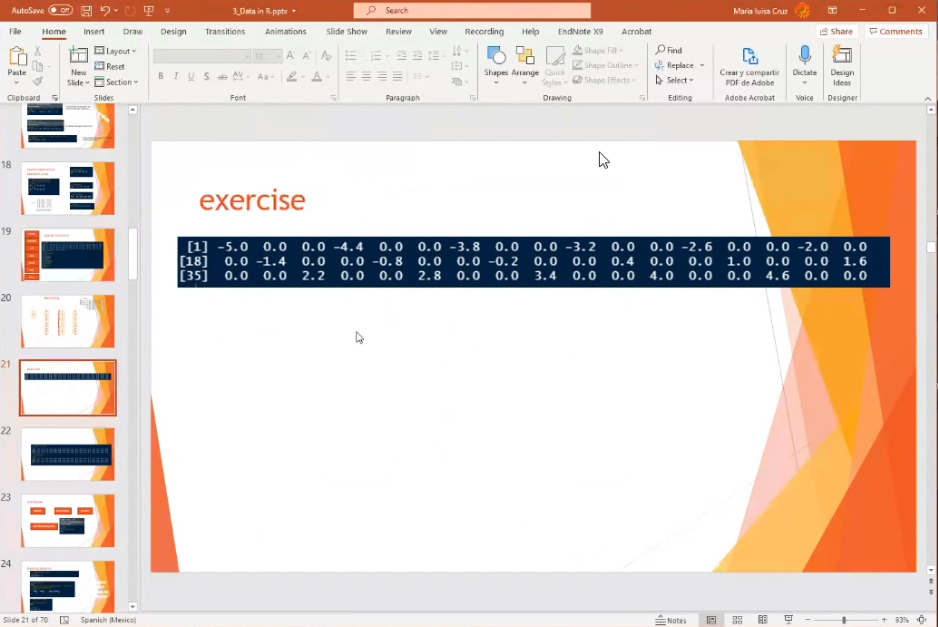 AutoSave Off 3_Data in R.pptx Search Maria luisa Cruz
File Home Insert Draw Design Transitions Animations Slide Show Review View Recording Help EndNote X9 Acrobat Share Comments
Paste
New
Slide
Layout
Reset
Section
B I U S ab AV Aa A
Shapes Arrange Quick
Styles
Shape Fill
Shape Outline
Shape Effects
Find
Replace
Select
Crear y compartir
PDF de Adobe
Dictate
Design
Ideas
Clipboard Slides Font Paragraph Drawing Editing Adobe Acrobat Voice Designer
18
19
20
21
22
23
24
exercise
[1] -5.0 0.0 0.0 -4.4 0.0 0.0 -3.8 0.0 0.0 -3.2 0.0 0.0 -2.6 0.0 0.0 -2.0 0.0
[18] 0.0 -1.4 0.0 0.0 -0.8 0.0 0.0 -0.2 0.0 0.0 0.4 0.0 0.0 1.0 0.0 0.0 1.6
[35] 0.0 0.0 2.2 0.0 0.0 2.8 0.0 0.0 3.4 0.0 0.0 4.0 0.0 0.0 4.6 0.0 0.0
Slide 21 of 70 Spanish (Mexico) Notes 93%